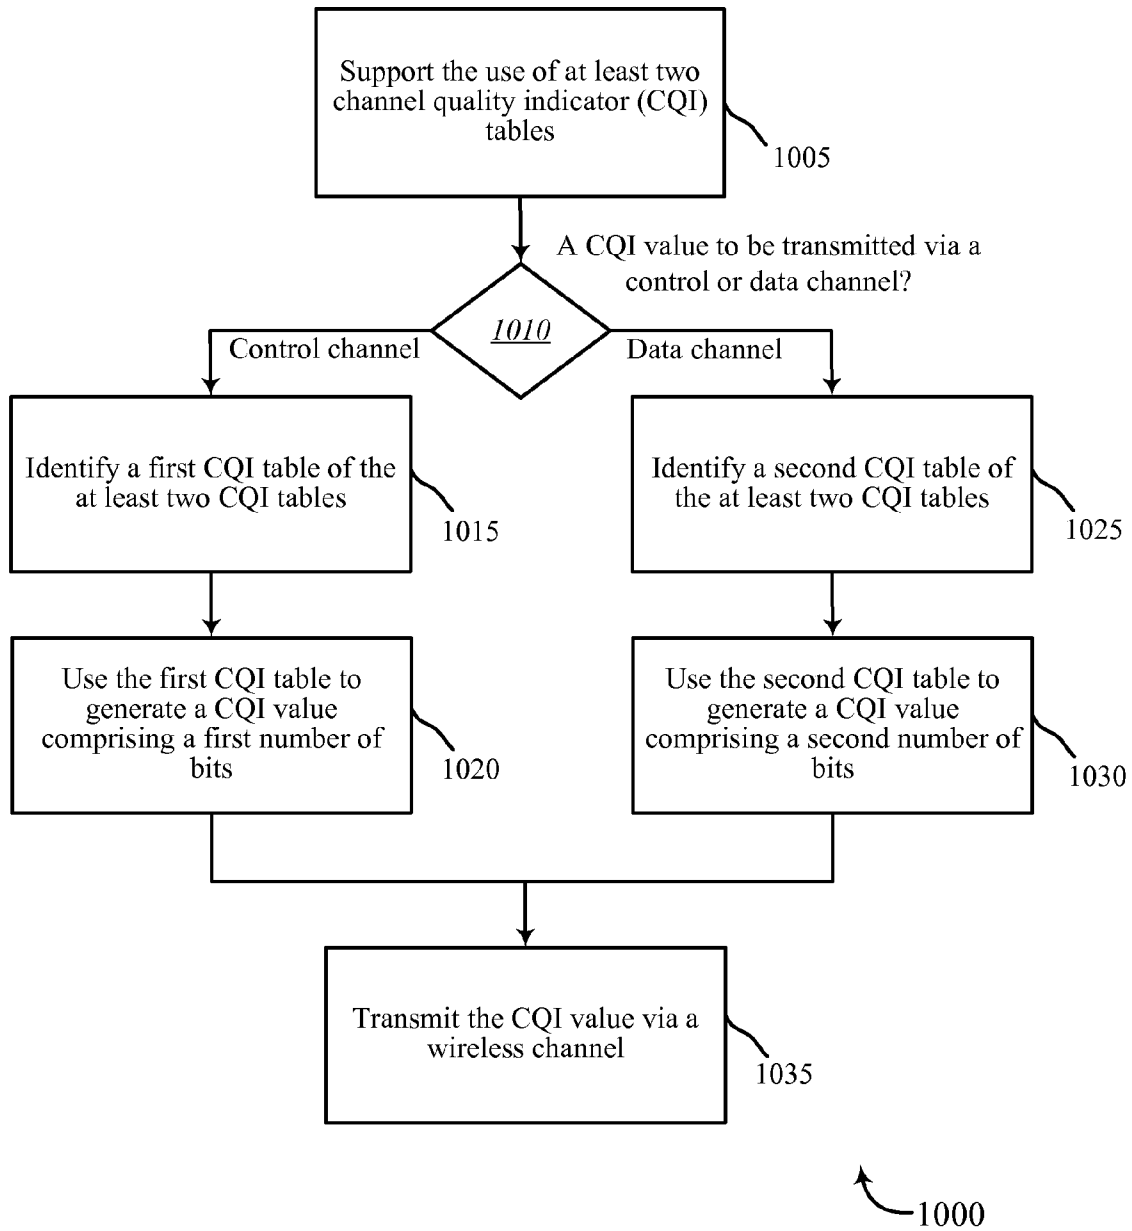 Support the use of at least two
channel quality indicator (CQI)
tables
1005
A CQI value to be transmitted via a
control or data channel?
1010
Control channel
Data channel
Identify a first CQI table of the
at least two CQI tables
1015
Identify a second CQI table of
the at least two CQI tables
1025
Use the first CQI table to
generate a CQI value
comprising a first number of
bits
1020
Use the second CQI table to
generate a CQI value
comprising a second number of
bits
1030
Transmit the CQI value via a
wireless channel
1035
1000